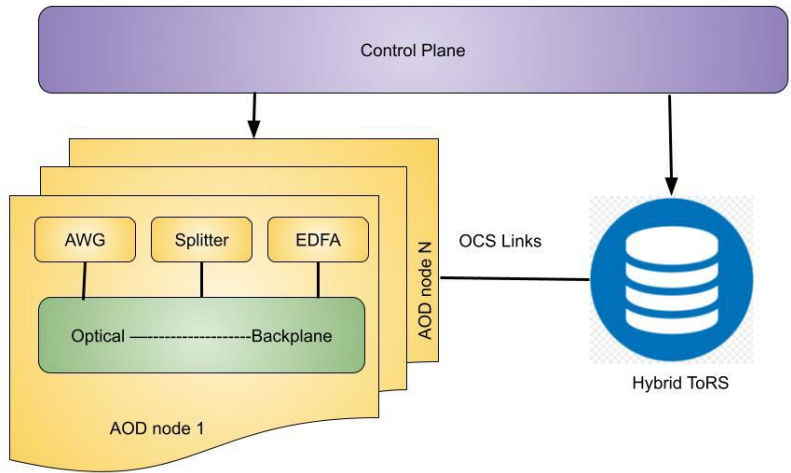 Control Plane
AWG
Splitter
EDFA
OCS Links
AOD node N
Optical —--------------------Backplane
Hybrid ToRS
AOD node 1